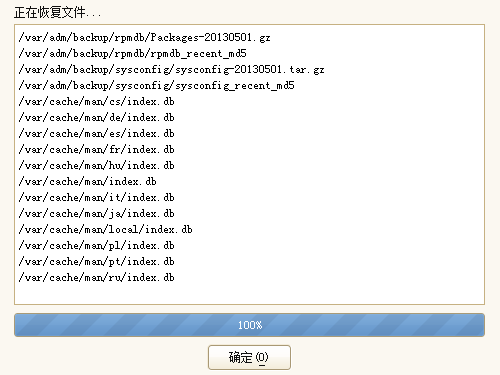 正在恢复文件...
/var/adm/backup/rpmdb/Packages-20130501.gz
/var/adm/backup/rpmdb/rpmdb_recent_md5
/var/adm/backup/sysconfig/sysconfig-20130501.tar.gz
/var/adm/backup/sysconfig/sysconfig_recent_md5
/var/cache/man/cs/index.db
/var/cache/man/de/index.db
/var/cache/man/es/index.db
/var/cache/man/fr/index.db
/var/cache/man/hu/index.db
/var/cache/man/index.db
/var/cache/man/it/index.db
/var/cache/man/ja/index.db
/var/cache/man/local/index.db
/var/cache/man/pl/index.db
/var/cache/man/pt/index.db
/var/cache/man/ru/index.db
100%
确定(O)